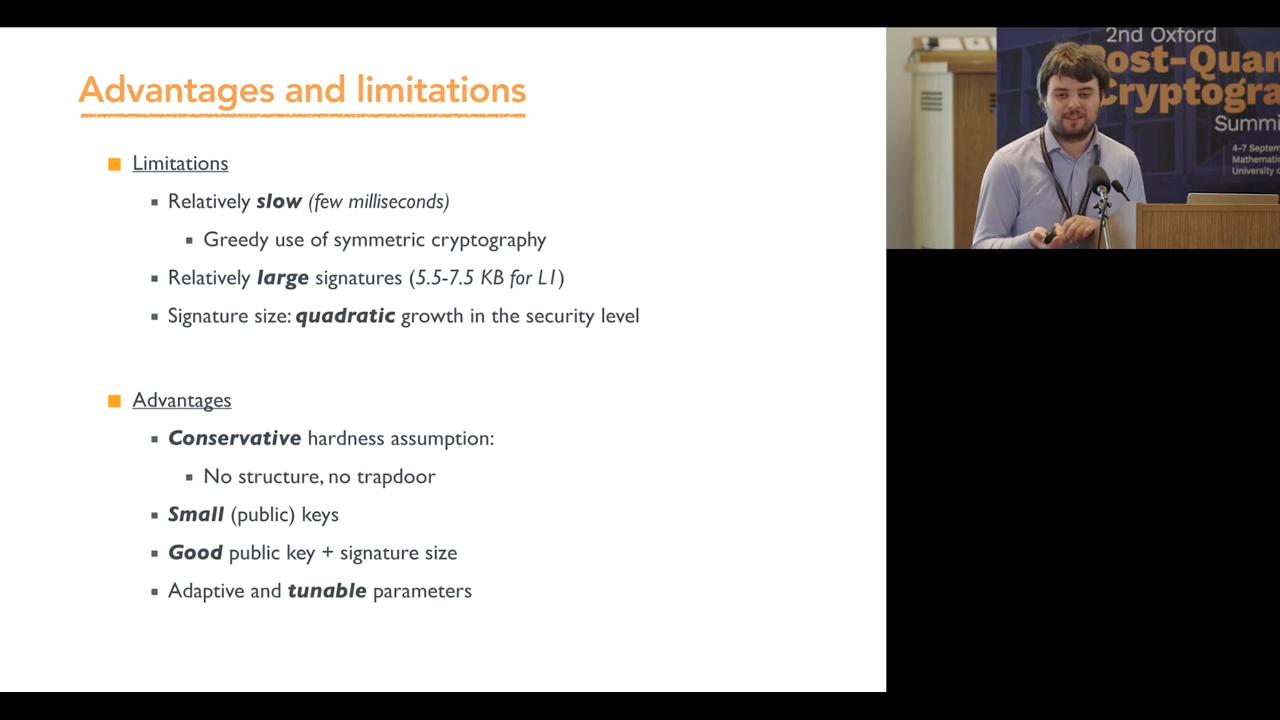 Advantages and limitations
Limitations
Relatively slow (few milliseconds)
Greedy use of symmetric cryptography
Relatively large signatures (5.5-7.5 KB for L1)
Signature size: quadratic growth in the security level
Advantages
Conservative hardness assumption:
No structure, no trapdoor
Small (public) keys
Good public key + signature size
Adaptive and tunable parameters
2nd Oxford
ost-Quan
Cryptogra
Summi
4-7 Septem
Mathematic
University o